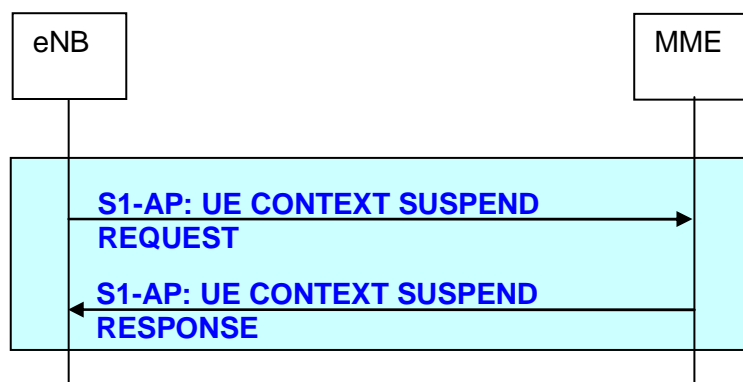 eNB
MME
S1-AP: UE CONTEXT SUSPEND
REQUEST
S1-AP: UE CONTEXT SUSPEND
RESPONSE